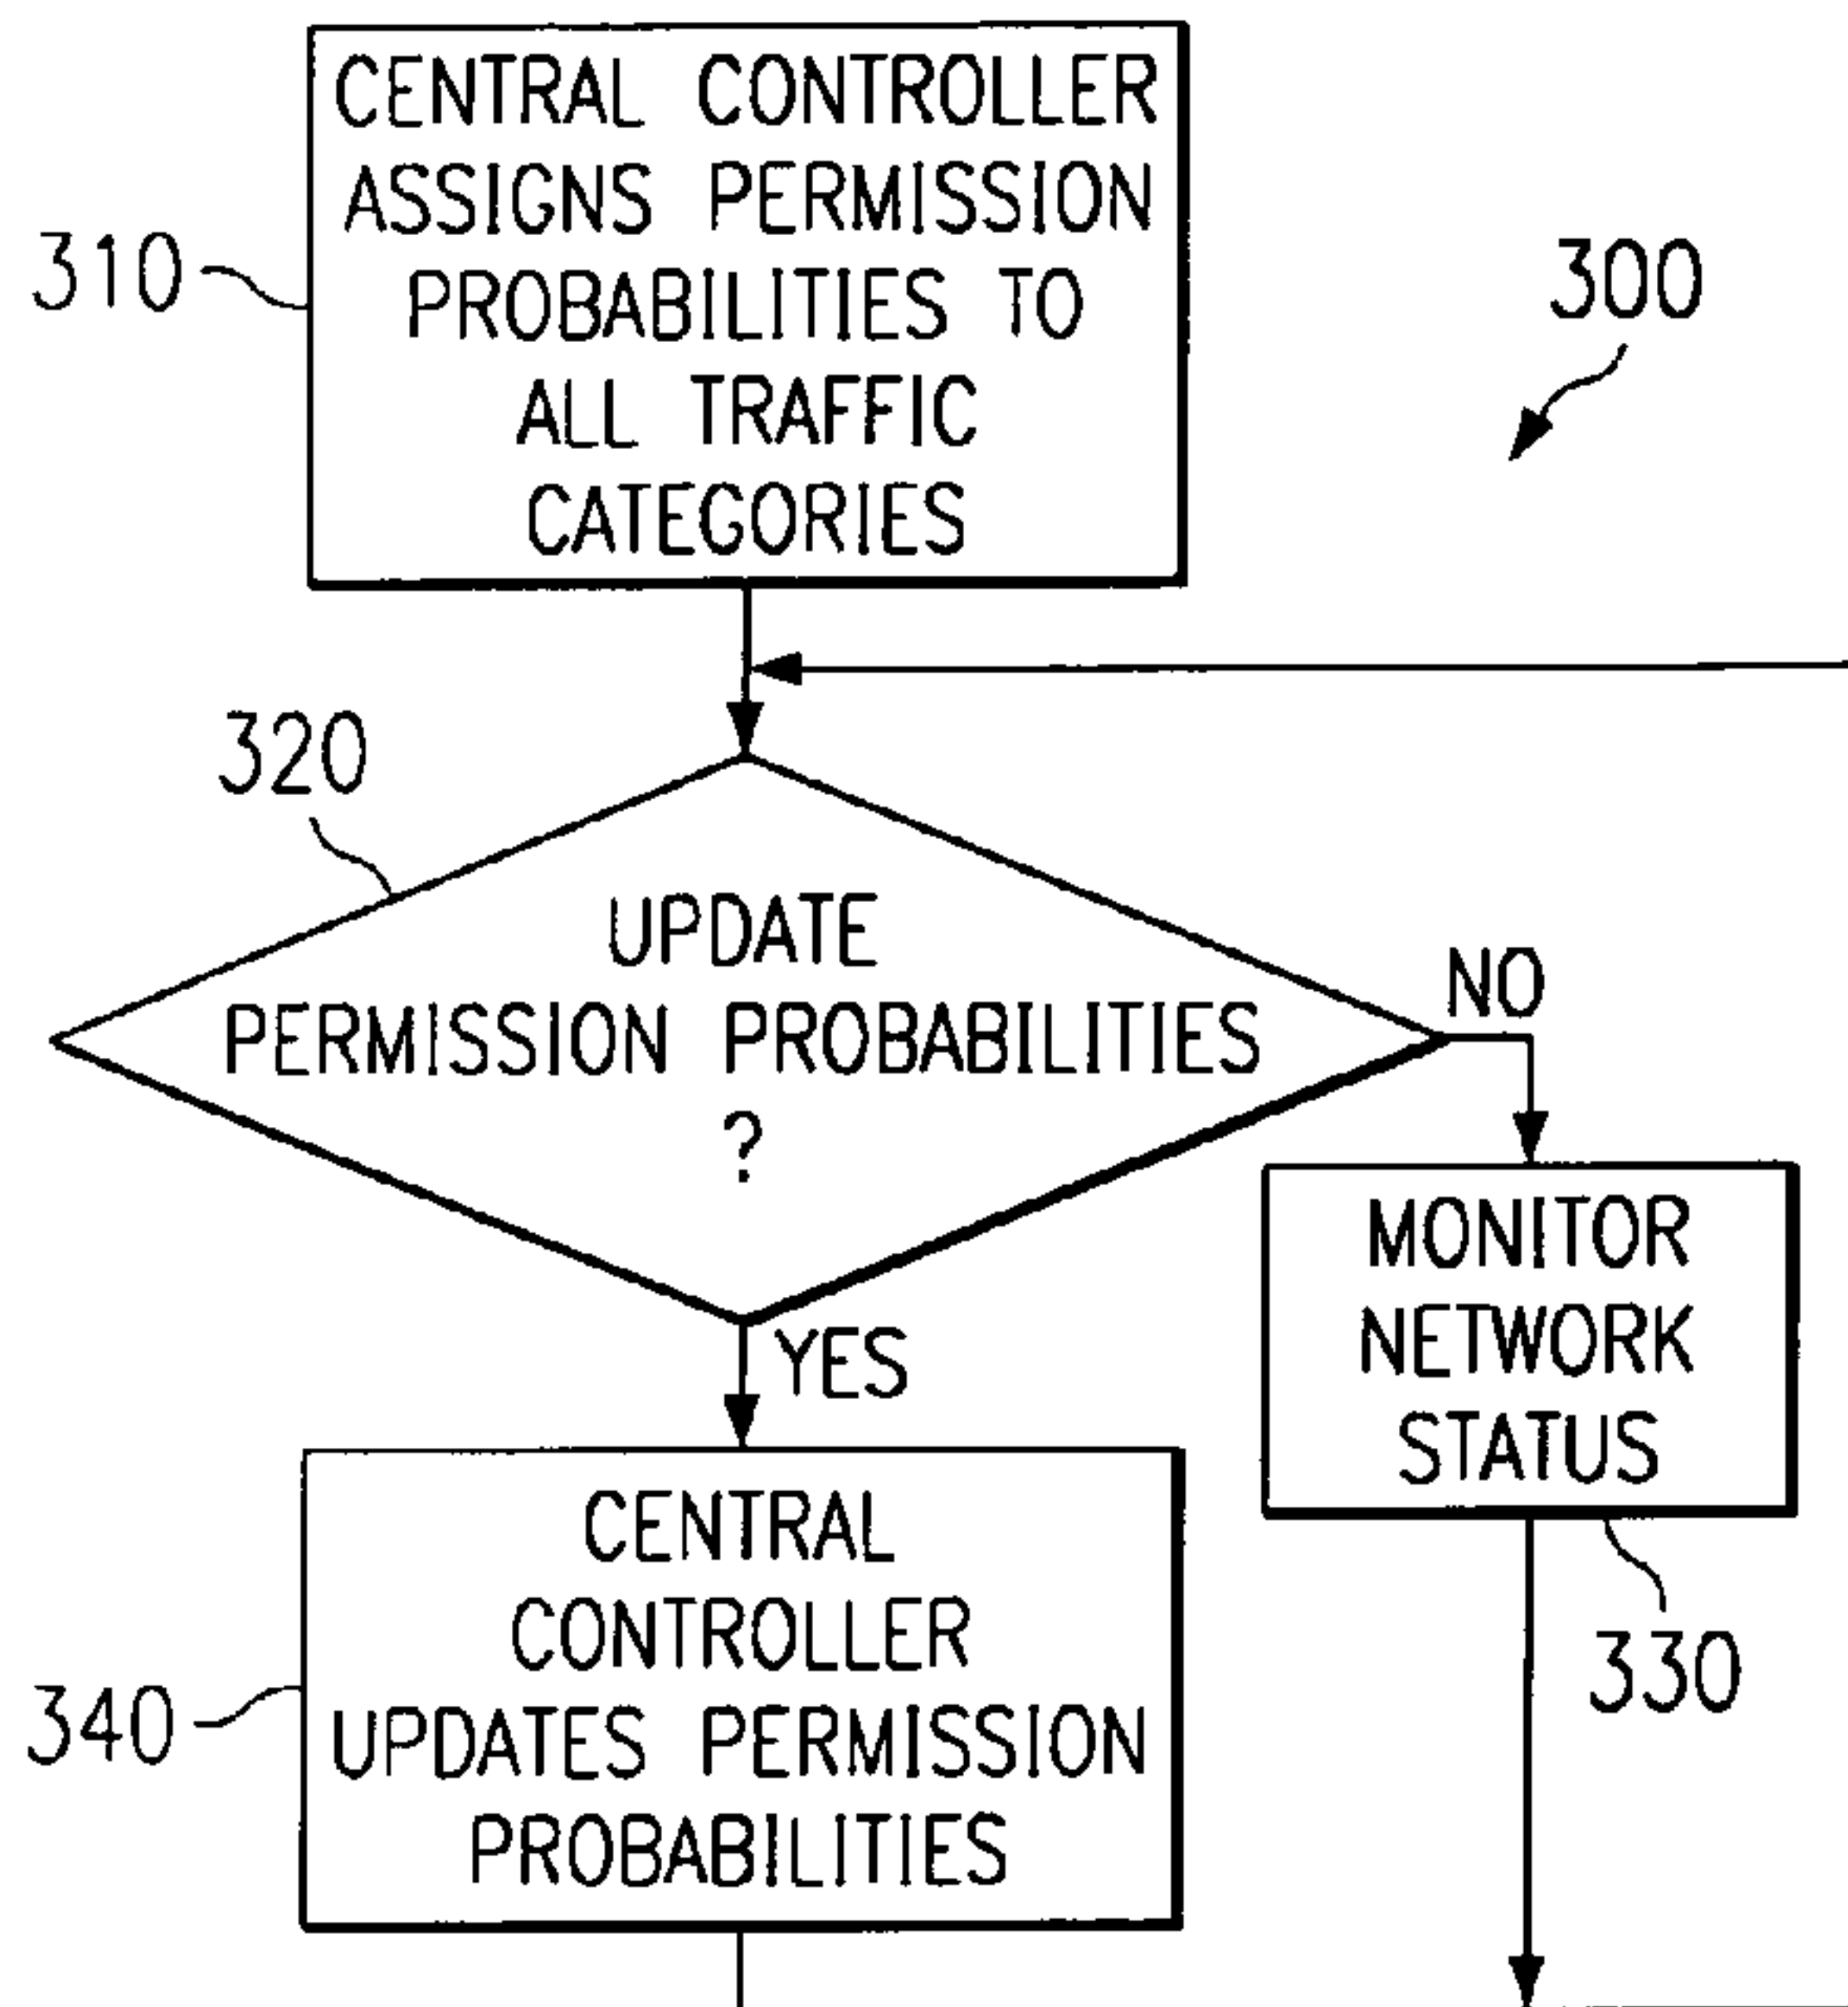 CENTRAL CONTROLLER
ASSIGNS PERMISSION
PROBABILITIES TO
ALL TRAFFIC
CATEGORIES
310
300
320
UPDATE
PERMISSION PROBABILITIES
?
NO
YES
MONITOR
NETWORK
STATUS
330
CENTRAL
CONTROLLER
UPDATES PERMISSION
PROBABILITIES
340